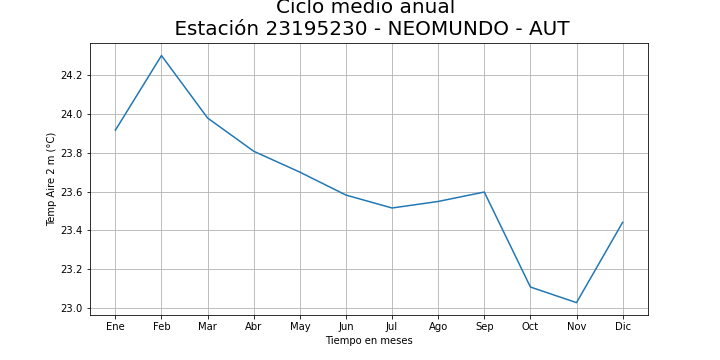 Ciclo medio anual
Estación 23195230 - NEOMUNDO - AUT
24.2
24.0
23.8
23.6
23.4
23.2
23.0
Temp Aire 2 m (°C)
Ene Feb Mar Abr May Jun Jul Ago Sep Oct Nov Dic
Tiempo en meses